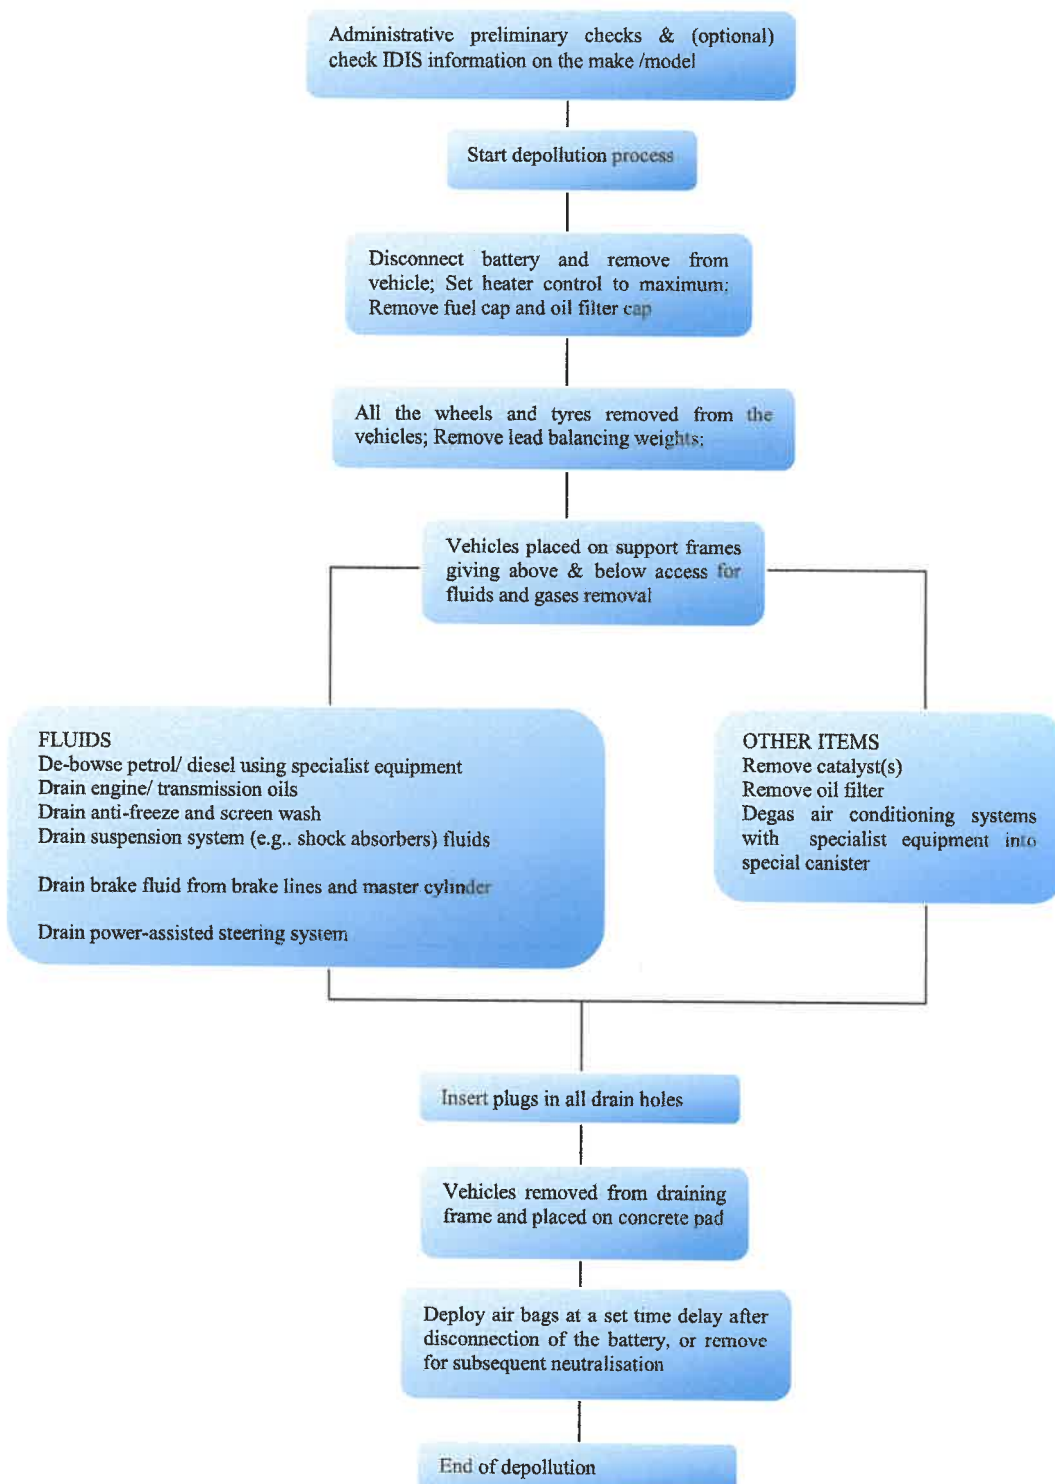 Administrative preliminary checks & (optional)
check IDIS information on the make /model
Start depollution process
Disconnect battery and remove from
vehicle; Set heater control to maximum;
Remove fuel cap and oil filter cap
All the wheels and tyres removed from the
vehicles; Remove lead balancing weights;
Vehicles placed on support frames
giving above & below access for
fluids and gases removal
FLUIDS
De-bowse petrol/ diesel using specialist equipment
Drain engine/ transmission oils
Drain anti-freeze and screen wash
Drain suspension system (e.g.. shock absorbers) fluids
Drain brake fluid from brake lines and master cylinder
Drain power-assisted steering system
OTHER ITEMS
Remove catalyst(s)
Remove oil filter
Degas air conditioning systems
with specialist equipment into
special canister
Insert plugs in all drain holes
Vehicles removed from draining
frame and placed on concrete pad
Deploy air bags at a set time delay after
disconnection of the battery, or remove
for subsequent neutralisation
End of depollution